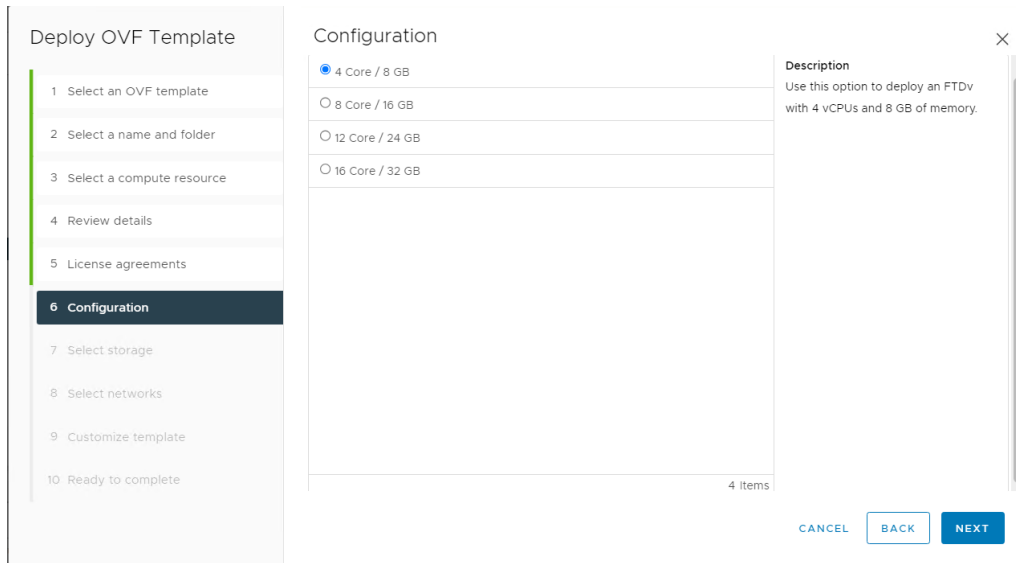 Deploy OVF Template
1 Select an OVF template
2 Select a name and folder
3 Select a compute resource
4 Review details
5 License agreements
6 Configuration
7 Select storage
8 Select networks
9 Customize template
10 Ready to complete
Configuration
4 Core / 8 GB
8 Core / 16 GB
12 Core / 24 GB
16 Core / 32 GB
4 items
Description
Use this option to deploy an FTDv
with 4 vCPUs and 8 GB of memory.
CANCEL
BACK
NEXT